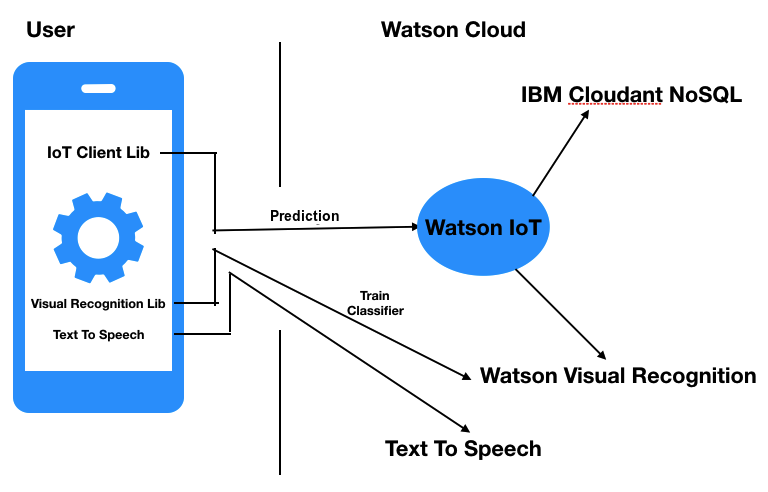 User
Watson Cloud
IBM Cloudant NoSQL
IoT Client Lib
Prediction
Watson IoT
Visual Recognition Lib
Train
Classifier
Text To Speech
Watson Visual Recognition
Text To Speech